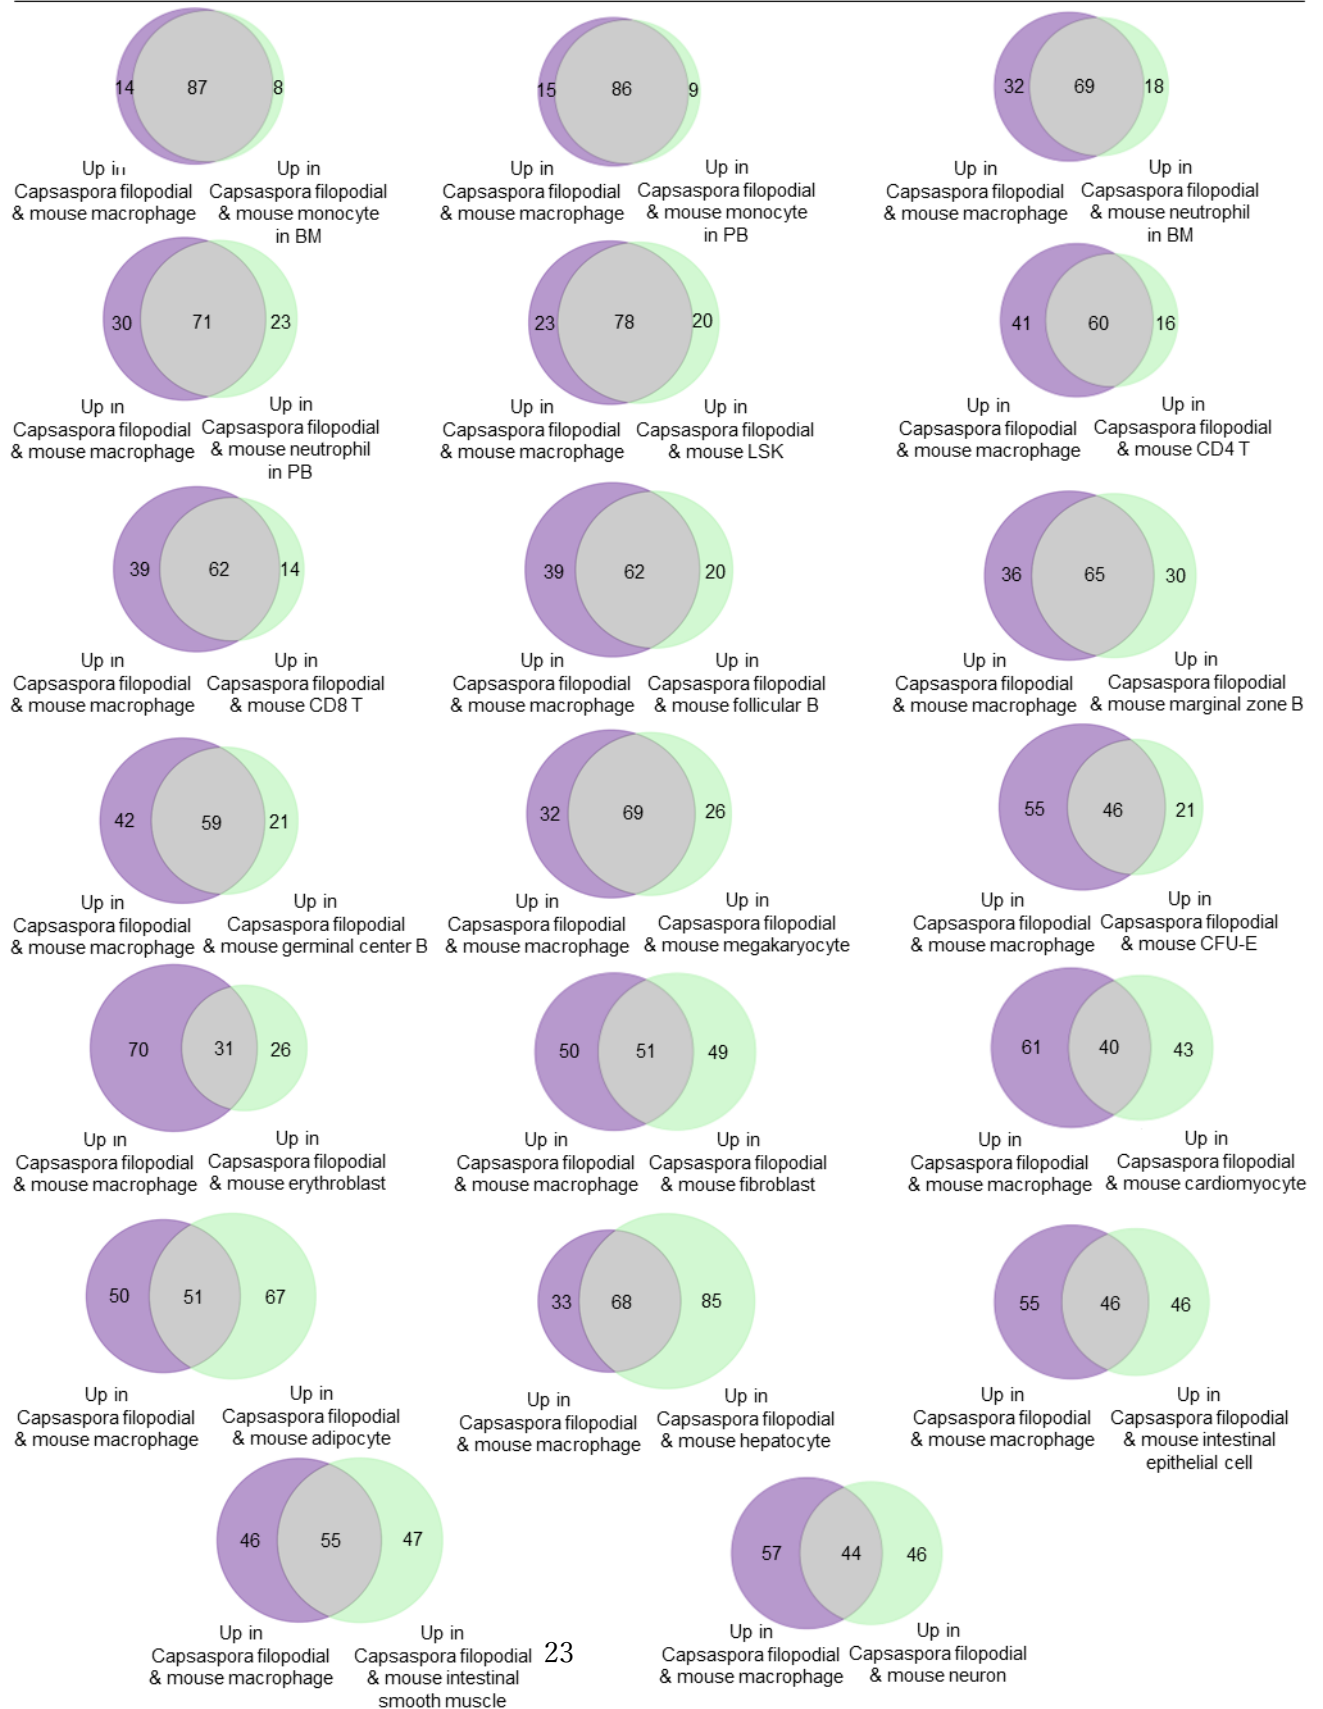 14 87 8
Up in
Capsaspora filopodial
& mouse macrophage
Up in
Capsaspora filopodial
& mouse monocyte
in BM
15 86 9
Up in
Capsaspora filopodial
& mouse macrophage
Up in
Capsaspora filopodial
& mouse monocyte
in PB
32 69 18
Up in
Capsaspora filopodial
& mouse macrophage
Up in
Capsaspora filopodial
& mouse neutrophil
in BM
30 71 23
Up in
Capsaspora filopodial
& mouse macrophage
Up in
Capsaspora filopodial
& mouse neutrophil
in PB
23 78 20
Up in
Capsaspora filopodial
& mouse macrophage
Up in
Capsaspora filopodial
& mouse LSK
41 60 16
Up in
Capsaspora filopodial
& mouse macrophage
Up in
Capsaspora filopodial
& mouse CD4 T
39 62 14
Up in
Capsaspora filopodial
& mouse macrophage
Up in
Capsaspora filopodial
& mouse CD8 T
39 62 20
Up in
Capsaspora filopodial
& mouse macrophage
Up in
Capsaspora filopodial
& mouse follicular B
36 65 30
Up in
Capsaspora filopodial
& mouse macrophage
Up in
Capsaspora filopodial
& mouse marginal zone B
42 59 21
Up in
Capsaspora filopodial
& mouse macrophage
Up in
Capsaspora filopodial
& mouse germinal center B
32 69 26
Up in
Capsaspora filopodial
& mouse macrophage
Up in
Capsaspora filopodial
& mouse megakaryocyte
55 46 21
Up in
Capsaspora filopodial
& mouse macrophage
Up in
Capsaspora filopodial
& mouse CFU-E
70 31 26
Up in
Capsaspora filopodial
& mouse macrophage
Up in
Capsaspora filopodial
& mouse erythroblast
50 51 49
Up in
Capsaspora filopodial
& mouse macrophage
Up in
Capsaspora filopodial
& mouse fibroblast
61 40 43
Up in
Capsaspora filopodial
& mouse macrophage
Up in
Capsaspora filopodial
& mouse cardiomyocyte
50 51 67
Up in
Capsaspora filopodial
& mouse macrophage
Up in
Capsaspora filopodial
& mouse adipocyte
33 68 85
Up in
Capsaspora filopodial
& mouse macrophage
Up in
Capsaspora filopodial
& mouse hepatocyte
55 46 46
Up in
Capsaspora filopodial
& mouse macrophage
Up in
Capsaspora filopodial
& mouse intestinal
epithelial cell
46 55 47
Up in
Capsaspora filopodial
& mouse macrophage
Up in
Capsaspora filopodial
& mouse intestinal
smooth muscle
57 44 46
Up in
Capsaspora filopodial
& mouse macrophage
Up in
Capsaspora filopodial
& mouse neuron
23